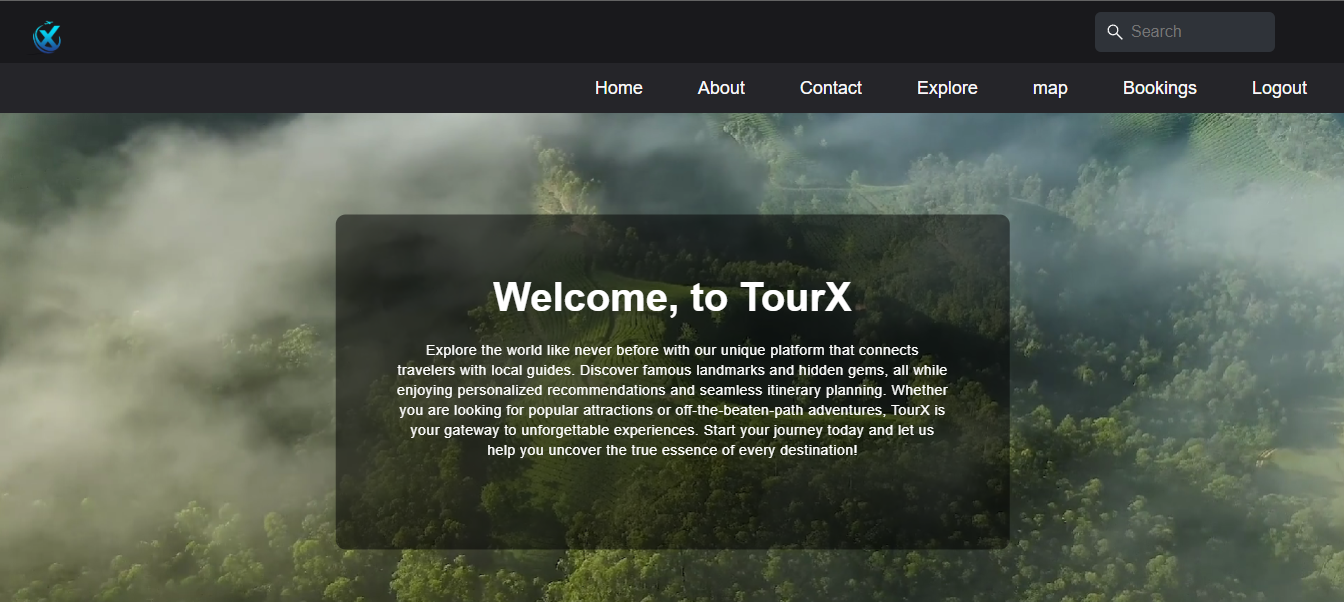 Search
Home About Contact Explore map Bookings Logout
Welcome, to TourX
Explore the world like never before with our unique platform that connects
travelers with local guides. Discover famous landmarks and hidden gems, all while
enjoying personalized recommendations and seamless itinerary planning. Whether
you are looking for popular attractions or off-the-beaten-path adventures, TourX is
your gateway to unforgettable experiences. Start your journey today and let us
help you uncover the true essence of every destination!